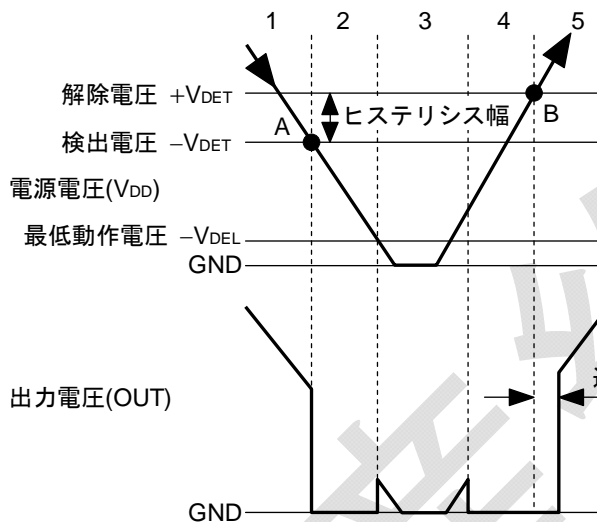 1 2 3 4 5
解除電圧 +VDET
ヒステリシス幅
A
B
検出電圧 −VDET
電源電圧(VDD)
最低動作電圧 −VDEL
GND
出力電圧(OUT)
GND